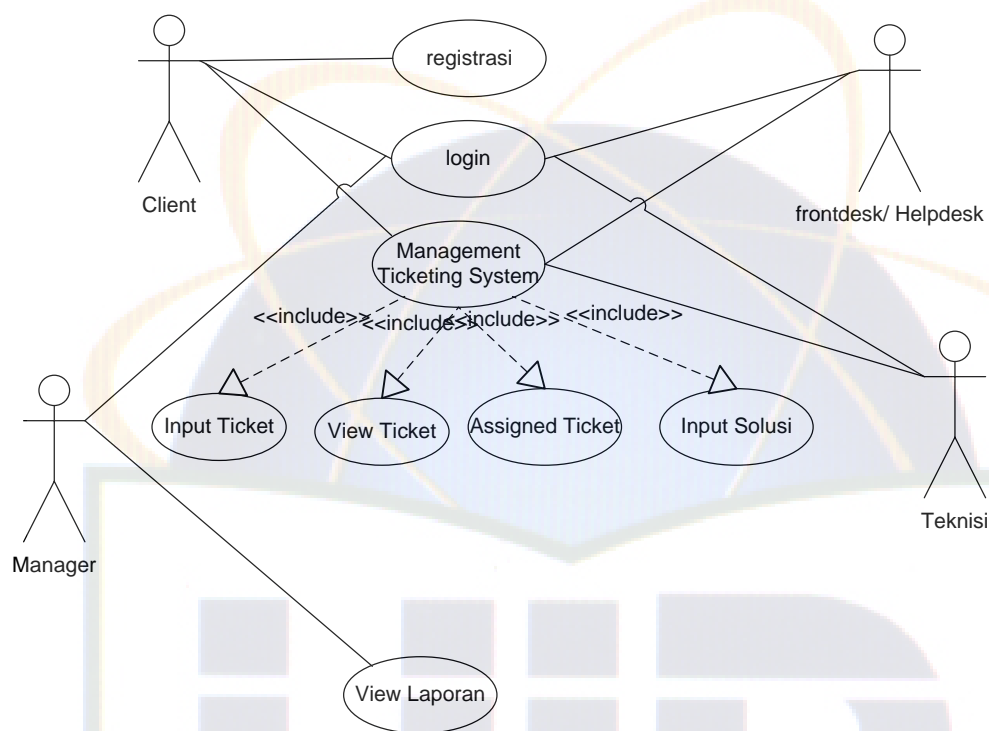 registrasi
login
Client
frontdesk/ Helpdesk
Management
Ticketing System
<<include>>
<<include>>
<<include>>
<<include>>
Input Ticket
View Ticket
Assigned Ticket
Input Solusi
Teknisi
Manager
View Laporan